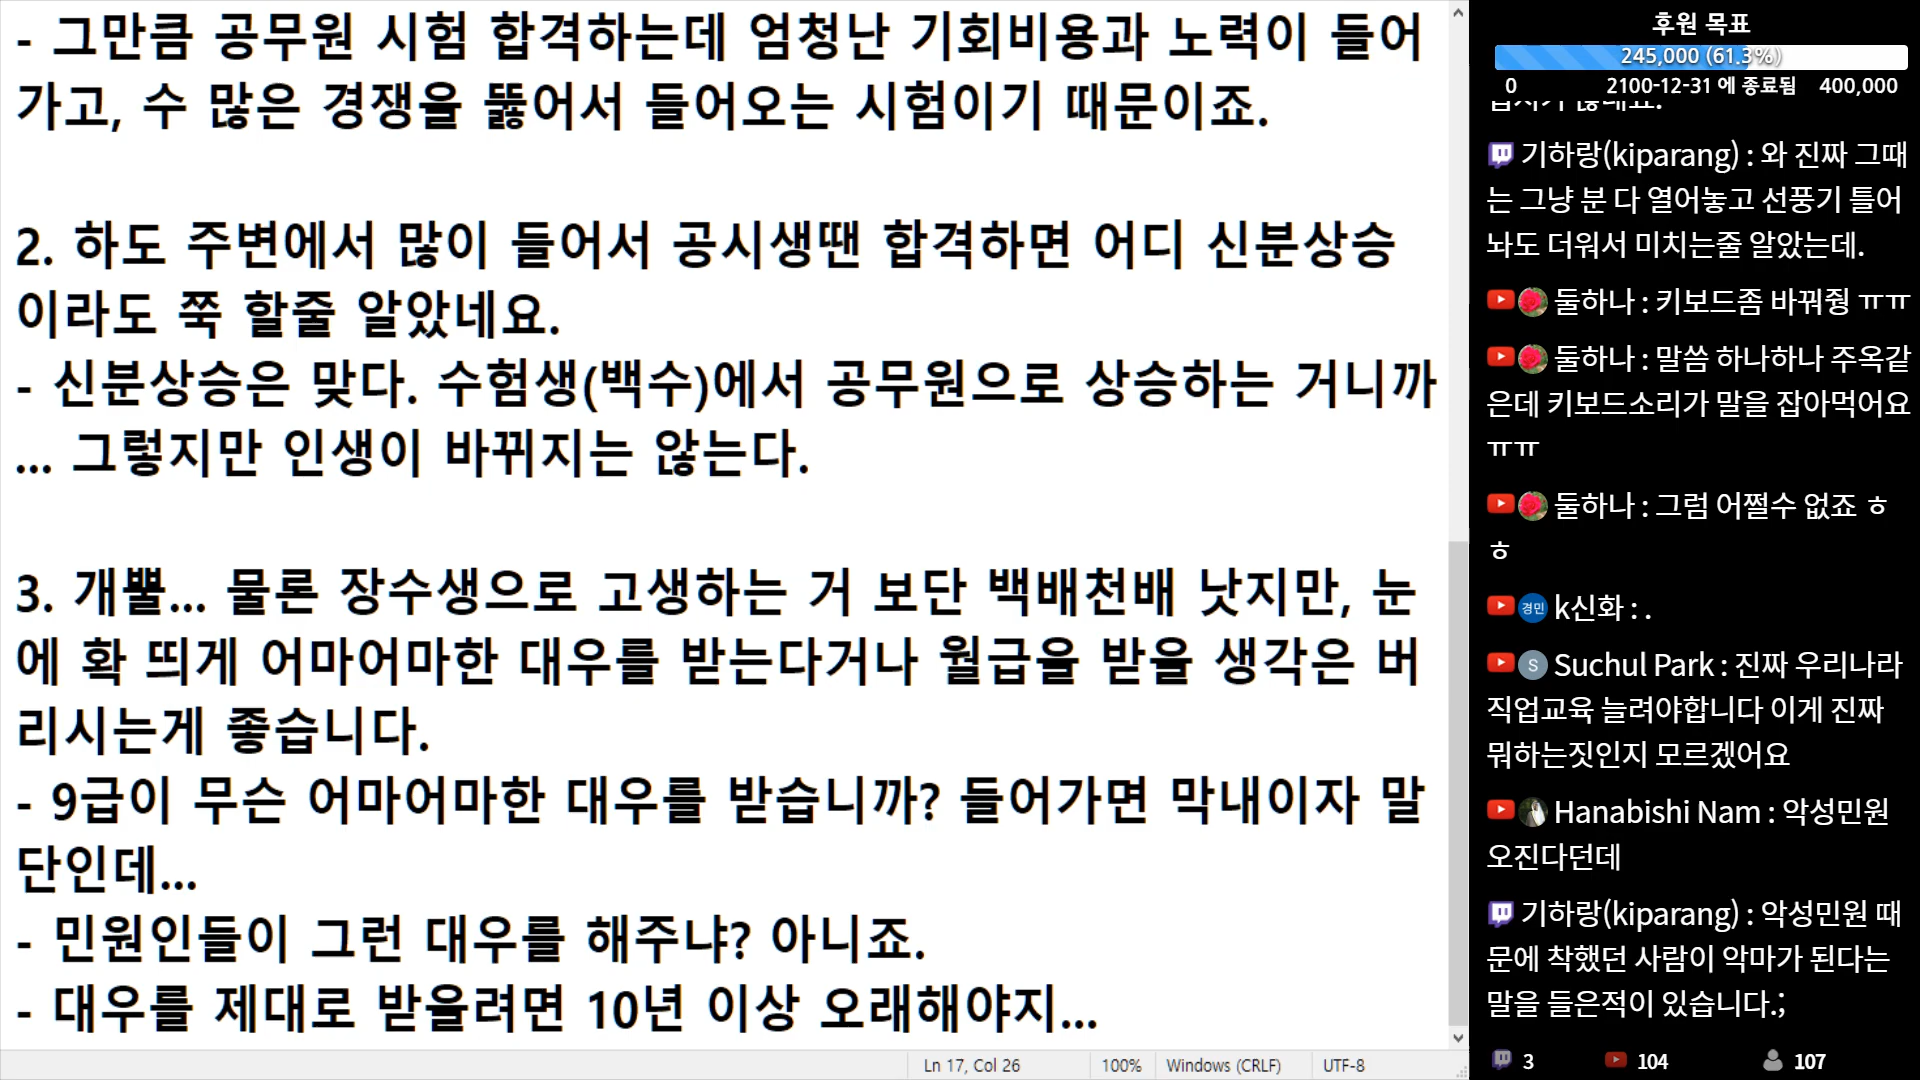 - 그만큼 공무원 시험 합격하는데 엄청난 기회비용과 노력이 들어
가고, 수 많은 경쟁을 뚫어서 들어오는 시험이기 때문이죠.
2. 하도 주변에서 많이 들어서 공시생땐 합격하면 어디 신분상승
이라도 쭉 할줄 알았네요.
- 신분상승은 맞다. 수험생(백수)에서 공무원으로 상승하는 거니까
... 그렇지만 인생이 바뀌지는 않는다.
3. 개뿔... 물론 장수생으로 고생하는 거 보단 백배천배 낫지만, 눈
에 확 띄게 어마어마한 대우를 받는다거나 월급을 받을 생각은 버
리시는게 좋습니다.
- 9급이 무슨 어마어마한 대우를 받습니까? 들어가면 막내이자 말
단인데...
- 민원인들이 그런 대우를 해주냐? 아니죠.
- 대우를 제대로 받을려면 10년 이상 오래해야지...
Ln 17, Col 26
100%
Windows (CRLF)
UTF-8
후원 목표
245,000 (61.3%)
0 2100-12-31 에 종료됨 400,000
기하랑(kiparang) : 와 진짜 그때
는 그냥 분 다 열어놓고 선풍기 틀어
놔도 더워서 미치는줄 알았는데.
둘하나 : 키보드좀 바꿔줭 ㅠㅠ
둘하나 : 말씀 하나하나 주옥같
은데 키보드소리가 말을 잡아먹어요
ㅠㅠ
둘하나 : 그럼 어쩔수 없죠 ㅎ
ㅎ
경민 k신화 : .
S Suchul Park : 진짜 우리나라
직업교육 늘려야합니다 이게 진짜
뭐하는짓인지 모르겠어요
Hanabishi Nam : 악성민원
오진다던데
기하랑(kiparang) : 악성민원 때
문에 착했던 사람이 악마가 된다는
말을 들은적이 있습니다.;
3 104 107